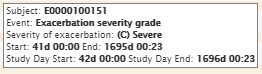 Subject: E0000100151
Event: Exacerbation severity grade
Severity of exacerbation: (C) Severe
Start: 41d 00:00 End: 1695d 00:23
Study Day Start: 42d 00:00 Study Day End: 1696d 00:23